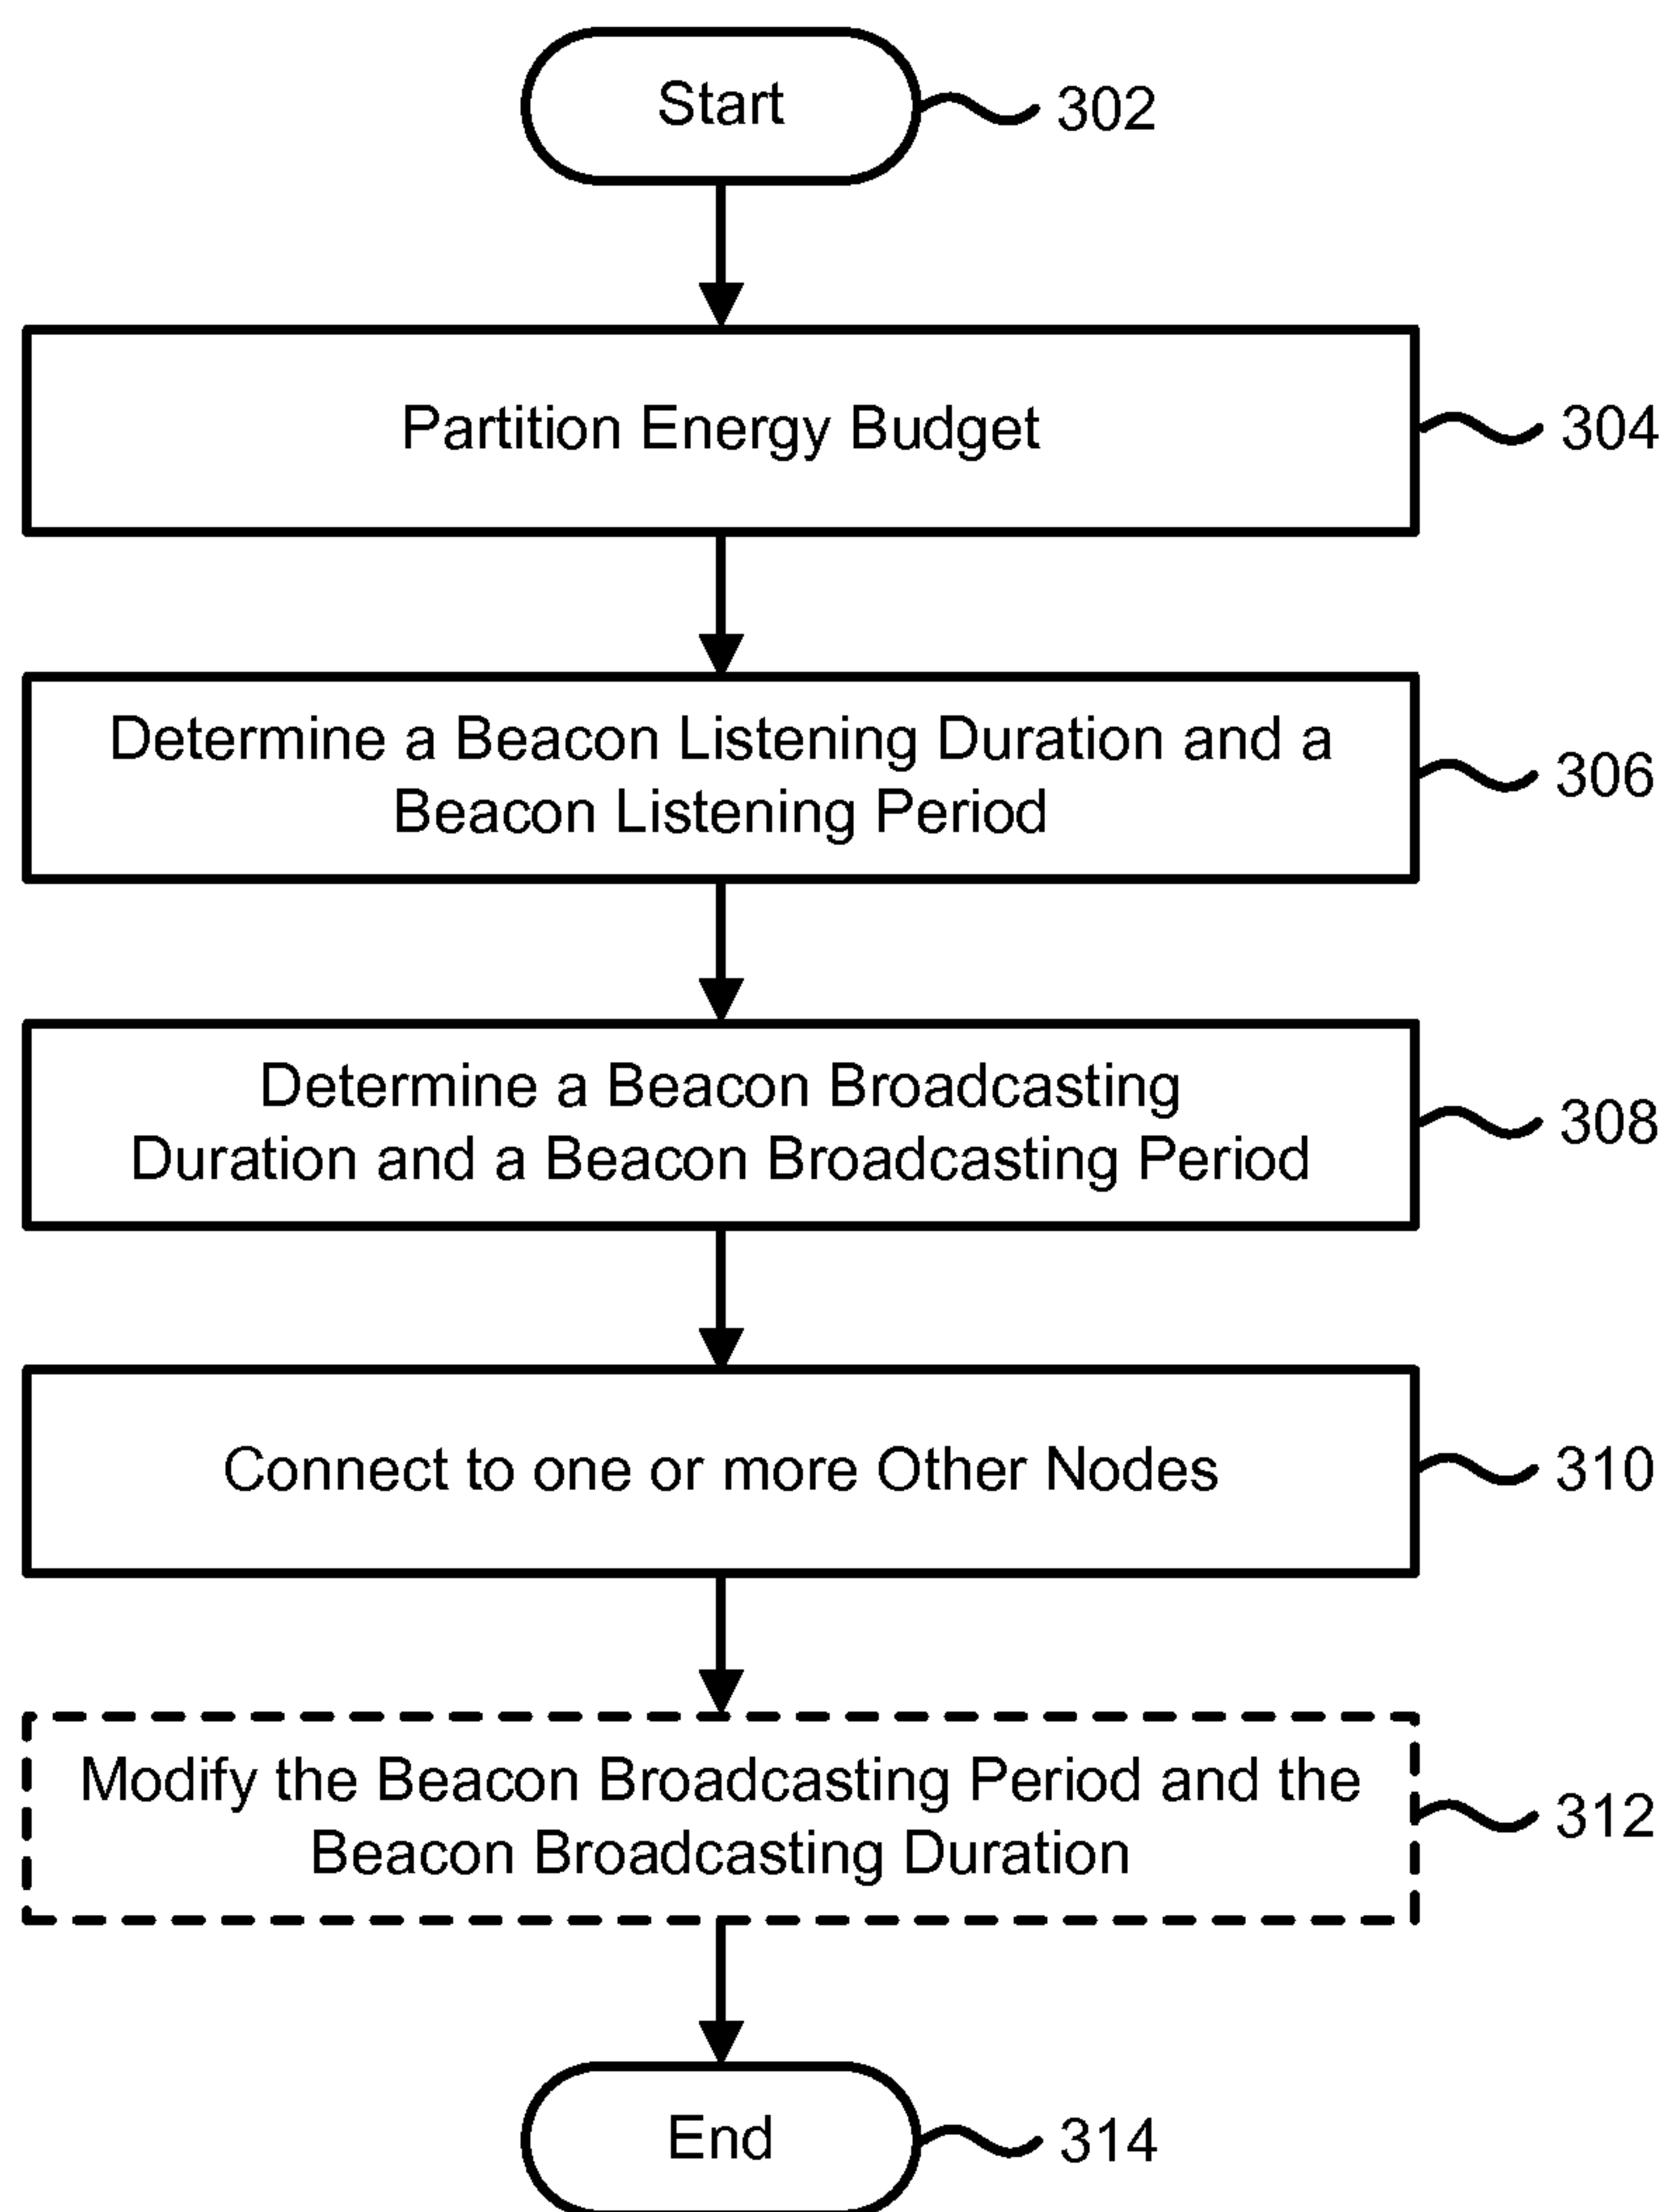 Start
302
Partition Energy Budget
304
Determine a Beacon Listening Duration and a
Beacon Listening Period
306
Determine a Beacon Broadcasting
Duration and a Beacon Broadcasting Period
308
Connect to one or more Other Nodes
310
Modify the Beacon Broadcasting Period and the
Beacon Broadcasting Duration
312
End
314